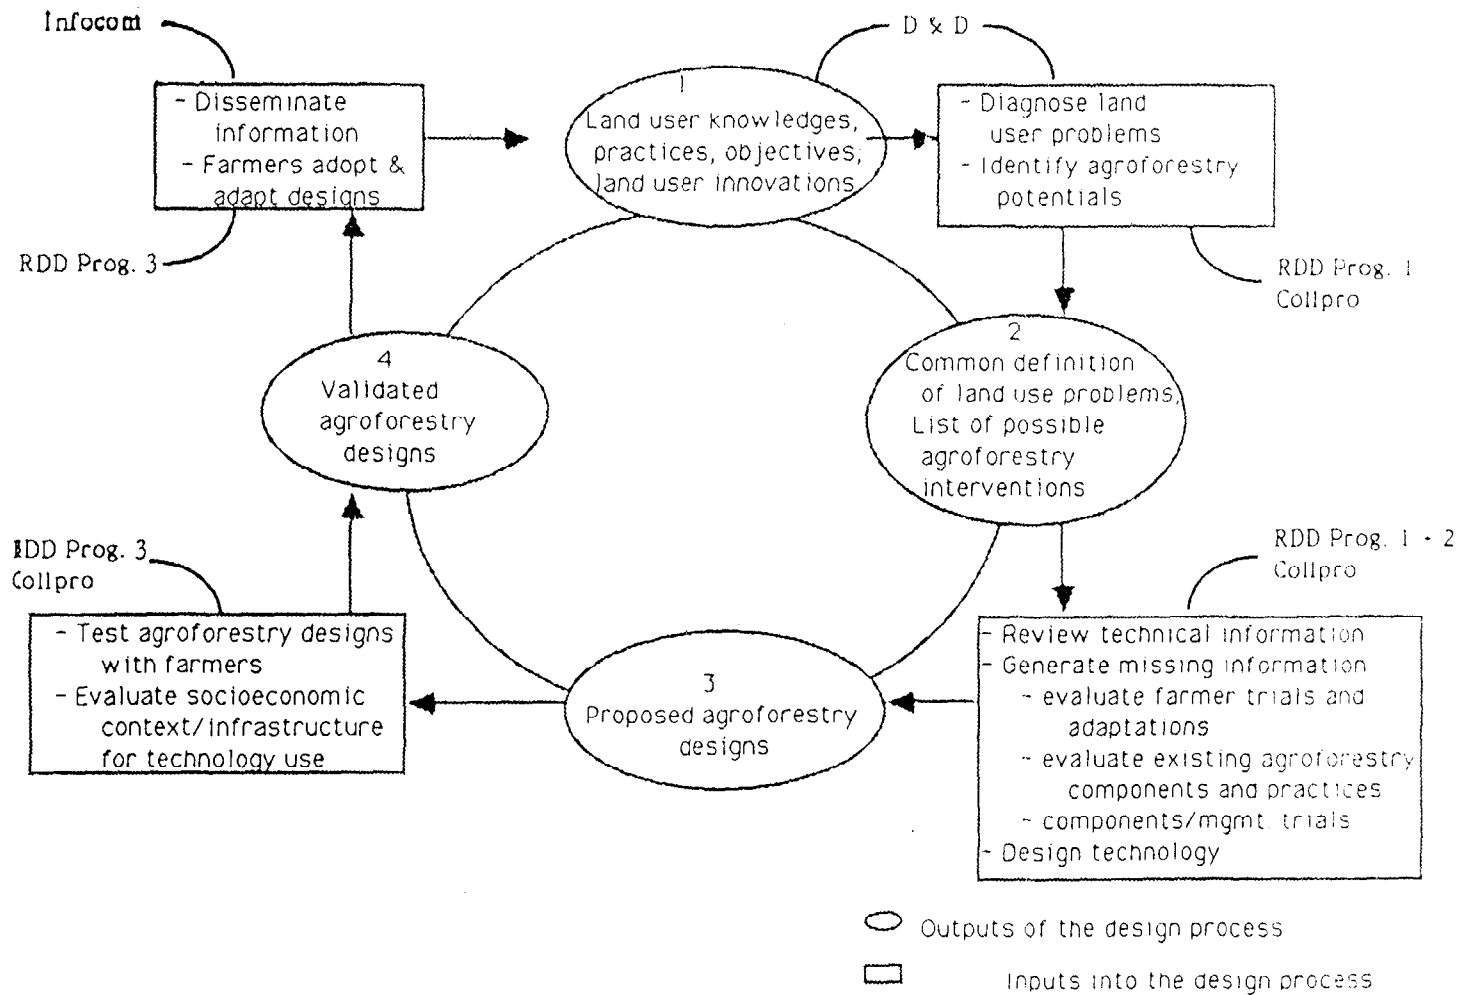 Infocom
D & D
- Disseminate
information
- Farmers adopt &
adapt designs
1
Land user knowledges,
practices, objectives;
land user innovations
- Diagnose land
user problems
- Identify agroforestry
potentials
RDD Prog. 3
RDD Prog. 1
Collpro
4
Validated
agroforestry
designs
2
Common definition
of land use problems,
List of possible
agroforestry
interventions
RDD Prog. 3
Collpro
RDD Prog. 1 - 2
Collpro
- Test agroforestry designs
with farmers
- Evaluate socioeconomic
context/infrastructure
for technology use
3
Proposed agroforestry
designs
- Review technical information
- Generate missing information
- evaluate farmer trials and
adaptations
- evaluate existing agroforestry
components and practices
- components/mgmt. trials
- Design technology
Outputs of the design process
Inputs into the design process